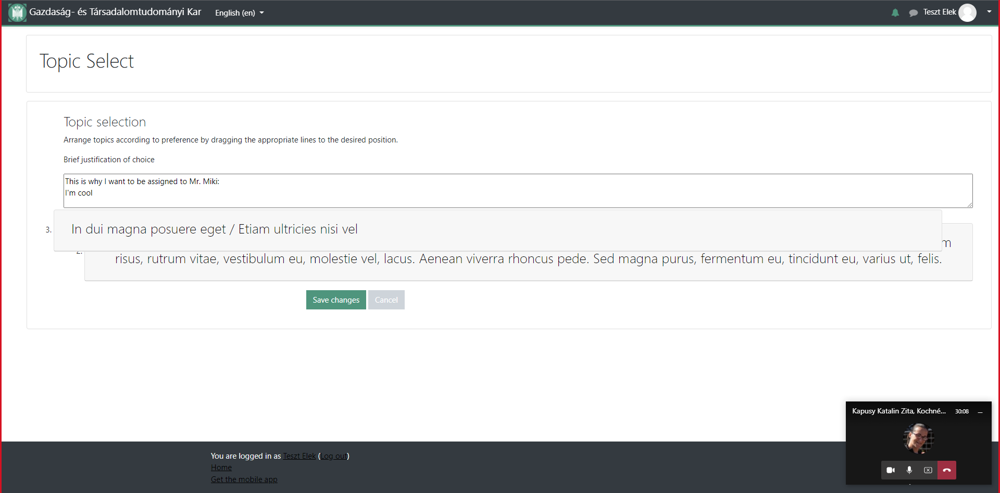 Gazdaság- és Társadalomtudományi Kar English (en) Teszt Elek
Topic Select
Topic selection
Arrange topics according to preference by dragging the appropriate lines to the desired position.
Brief justification of choice
This is why I want to be assigned to Mr. Miki:
I'm cool
3. In dui magna posuere eget / Etiam ultricies nisi vel
2.
risus, rutrum vitae, vestibulum eu, molestie vel, lacus. Aenean viverra rhoncus pede. Sed magna purus, fermentum eu, tincidunt eu, varius ut, felis.
Save changes Cancel
Kapusy Katalin Zita, Kochné... 30:08
You are logged in as Teszt Elek (Log out)
Home
Get the mobile app